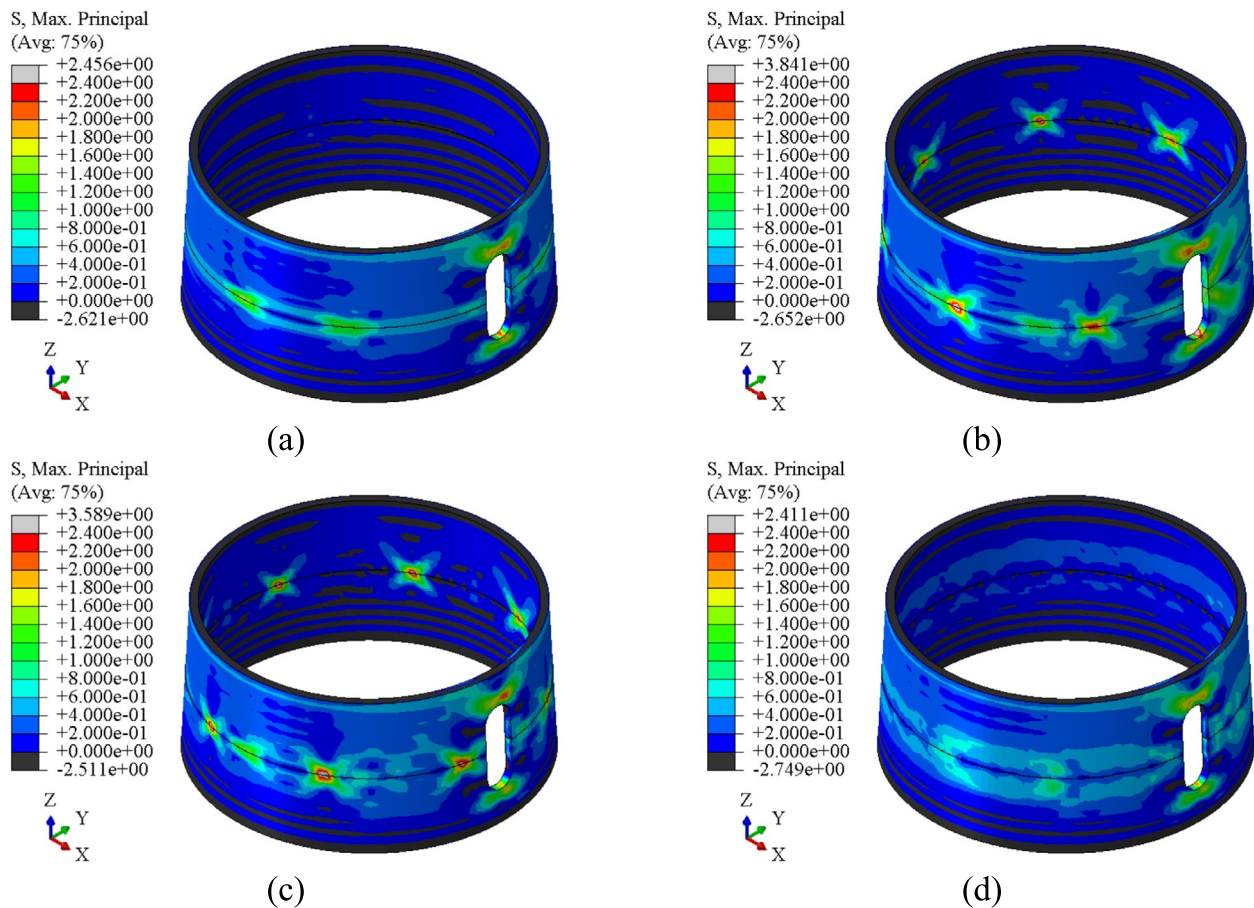 S, Max. Principal
(Avg: 75%)
+2.456e+00
+2.400e+00
+2.200e+00
+2.000e+00
+1.800e+00
+1.600e+00
+1.400e+00
+1.200e+00
+1.000e+00
+8.000e-01
+6.000e-01
+4.000e-01
+2.000e-01
+0.000e+00
-2.621e+00
Z
Y
X
(a)
S, Max. Principal
(Avg: 75%)
+3.841e+00
+2.400e+00
+2.200e+00
+2.000e+00
+1.800e+00
+1.600e+00
+1.400e+00
+1.200e+00
+1.000e+00
+8.000e-01
+6.000e-01
+4.000e-01
+2.000e-01
+0.000e+00
-2.652e+00
Z
Y
X
(b)
S, Max. Principal
(Avg: 75%)
+3.589e+00
+2.400e+00
+2.200e+00
+2.000e+00
+1.800e+00
+1.600e+00
+1.400e+00
+1.200e+00
+1.000e+00
+8.000e-01
+6.000e-01
+4.000e-01
+2.000e-01
+0.000e+00
-2.511e+00
Z
Y
X
(c)
S, Max. Principal
(Avg: 75%)
+2.411e+00
+2.400e+00
+2.200e+00
+2.000e+00
+1.800e+00
+1.600e+00
+1.400e+00
+1.200e+00
+1.000e+00
+8.000e-01
+6.000e-01
+4.000e-01
+2.000e-01
+0.000e+00
-2.749e+00
Z
Y
X
(d)